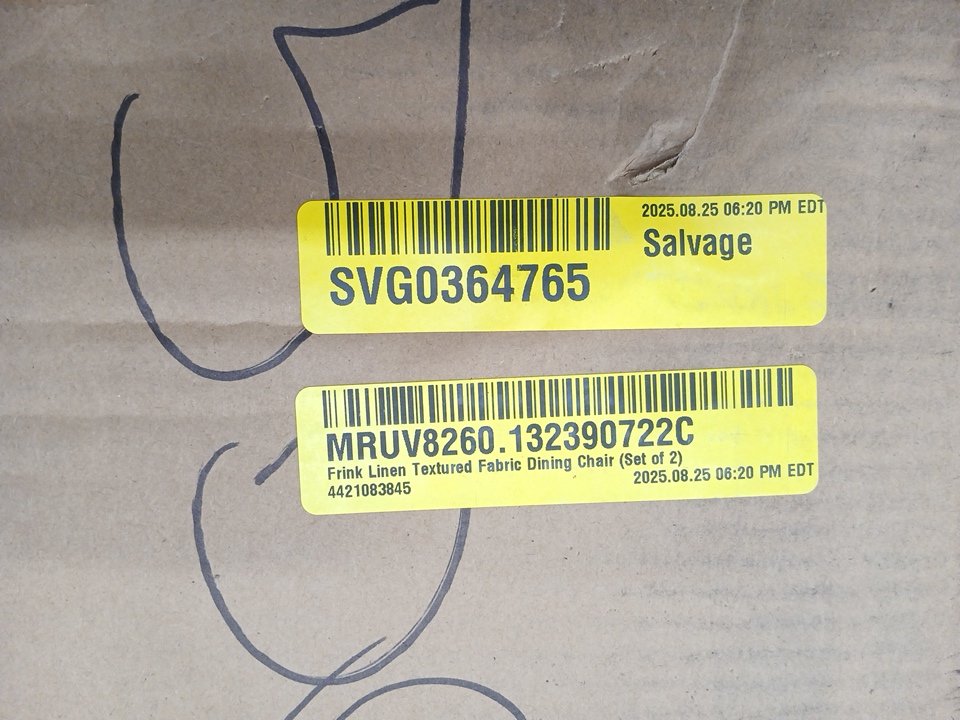 2025.08.25 06:20 PM EDT
Salvage
SVG0364765
MRUV8260.132390722C
Frink Linen Textured Fabric Dining Chair (Set of 2)
4421083845
2025.08.25 06:20 PM EDT